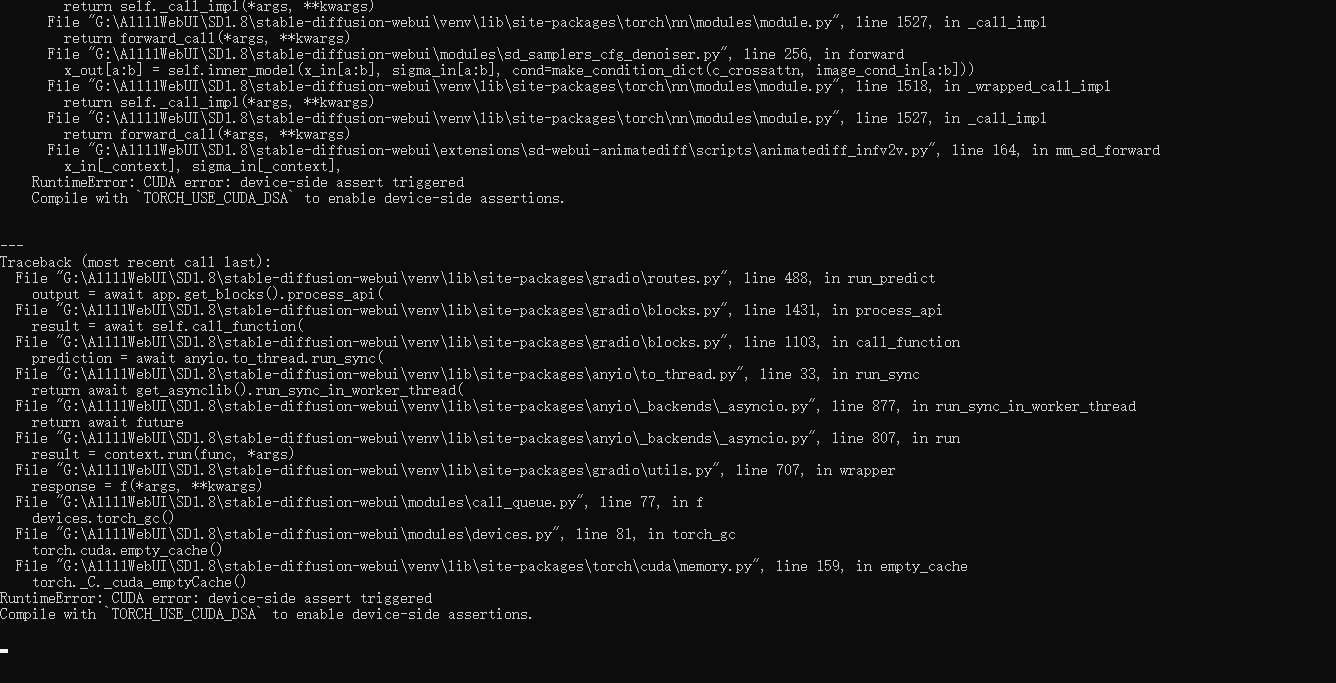 return self._call_impl(*args, **kwargs)
File "G:\A1111WebUI\SD1.8\stable-diffusion-webui\venv\lib\site-packages\torch\nn\modules\module.py", line 1527, in _call_impl
return forward_call(*args, **kwargs)
File "G:\A1111WebUI\SD1.8\stable-diffusion-webui\modules\sd_samplers_cfg_denoiser.py", line 256, in forward
x_out[a:b] = self.inner_model(x_in[a:b], sigma_in[a:b], cond=make_condition_dict(c_crossattn, image_cond_in[a:b]))
File "G:\A1111WebUI\SD1.8\stable-diffusion-webui\venv\lib\site-packages\torch\nn\modules\module.py", line 1518, in _wrapped_call_impl
return self._call_impl(*args, **kwargs)
File "G:\A1111WebUI\SD1.8\stable-diffusion-webui\venv\lib\site-packages\torch\nn\modules\module.py", line 1527, in _call_impl
return forward_call(*args, **kwargs)
File "G:\A1111WebUI\SD1.8\stable-diffusion-webui\extensions\sd-webui-animatediff\scripts\animatediff_infv2v.py", line 164, in mm_sd_forward
x_in[_context], sigma_in[_context],
RuntimeError: CUDA error: device-side assert triggered
Compile with `TORCH_USE_CUDA_DSA` to enable device-side assertions.
---
Traceback (most recent call last):
File "G:\A1111WebUI\SD1.8\stable-diffusion-webui\venv\lib\site-packages\gradio\routes.py", line 488, in run_predict
output = await app.get_blocks().process_api(
File "G:\A1111WebUI\SD1.8\stable-diffusion-webui\venv\lib\site-packages\gradio\blocks.py", line 1431, in process_api
result = await self.call_function(
File "G:\A1111WebUI\SD1.8\stable-diffusion-webui\venv\lib\site-packages\gradio\blocks.py", line 1103, in call_function
prediction = await anyio.to_thread.run_sync(
File "G:\A1111WebUI\SD1.8\stable-diffusion-webui\venv\lib\site-packages\anyio\to_thread.py", line 33, in run_sync
return await get_asynclib().run_sync_in_worker_thread(
File "G:\A1111WebUI\SD1.8\stable-diffusion-webui\venv\lib\site-packages\anyio\_backends\_asyncio.py", line 877, in run_sync_in_worker_thread
return await future
File "G:\A1111WebUI\SD1.8\stable-diffusion-webui\venv\lib\site-packages\anyio\_backends\_asyncio.py", line 807, in run
result = context.run(func, *args)
File "G:\A1111WebUI\SD1.8\stable-diffusion-webui\venv\lib\site-packages\gradio\utils.py", line 707, in wrapper
response = f(*args, **kwargs)
File "G:\A1111WebUI\SD1.8\stable-diffusion-webui\modules\call_queue.py", line 77, in f
devices.torch_gc()
File "G:\A1111WebUI\SD1.8\stable-diffusion-webui\modules\devices.py", line 81, in torch_gc
torch.cuda.empty_cache()
File "G:\A1111WebUI\SD1.8\stable-diffusion-webui\venv\lib\site-packages\torch\cuda\memory.py", line 159, in empty_cache
torch._C._cuda_emptyCache()
RuntimeError: CUDA error: device-side assert triggered
Compile with `TORCH_USE_CUDA_DSA` to enable device-side assertions.